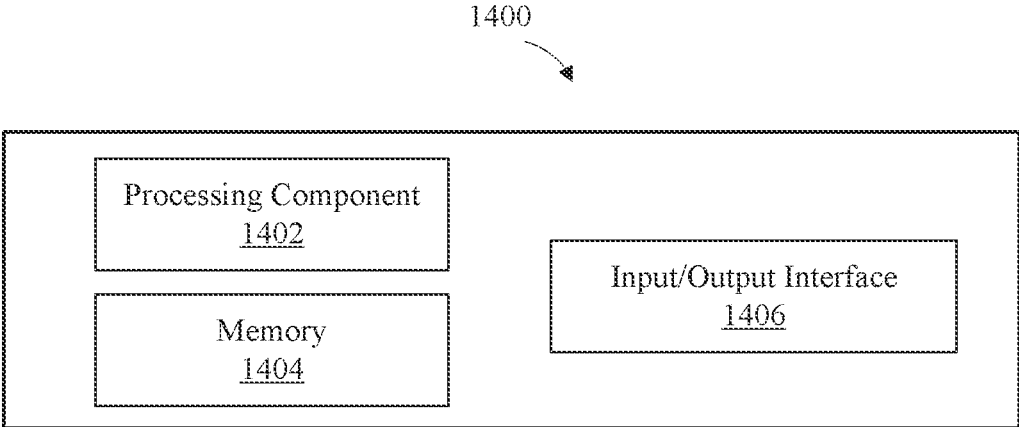 1400
Processing Component
1402
Memory
1404
Input/Output Interface
1406